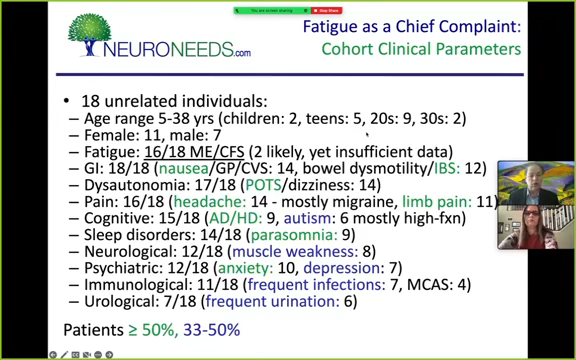 You are screen sharing Stop Share
NEURONEEDS.com
Fatigue as a Chief Complaint:
Cohort Clinical Parameters
• 18 unrelated individuals:
– Age range 5-38 yrs (children: 2, teens: 5, 20s: 9, 30s: 2)
– Female: 11, male: 7
– Fatigue: 16/18 ME/CFS (2 likely, yet insufficient data)
– GI: 18/18 (nausea/GP/CVS: 14, bowel dysmotility/IBS: 12)
– Dysautonomia: 17/18 (POTS/dizziness: 14)
– Pain: 16/18 (headache: 14 - mostly migraine, limb pain: 11)
– Cognitive: 15/18 (AD/HD: 9, autism: 6 mostly high-fxn)
– Sleep disorders: 14/18 (parasomnia: 9)
– Neurological: 12/18 (muscle weakness: 8)
– Psychiatric: 12/18 (anxiety: 10, depression: 7)
– Immunological: 11/18 (frequent infections: 7, MCAS: 4)
– Urological: 7/18 (frequent urination: 6)
Patients ≥ 50%, 33-50%